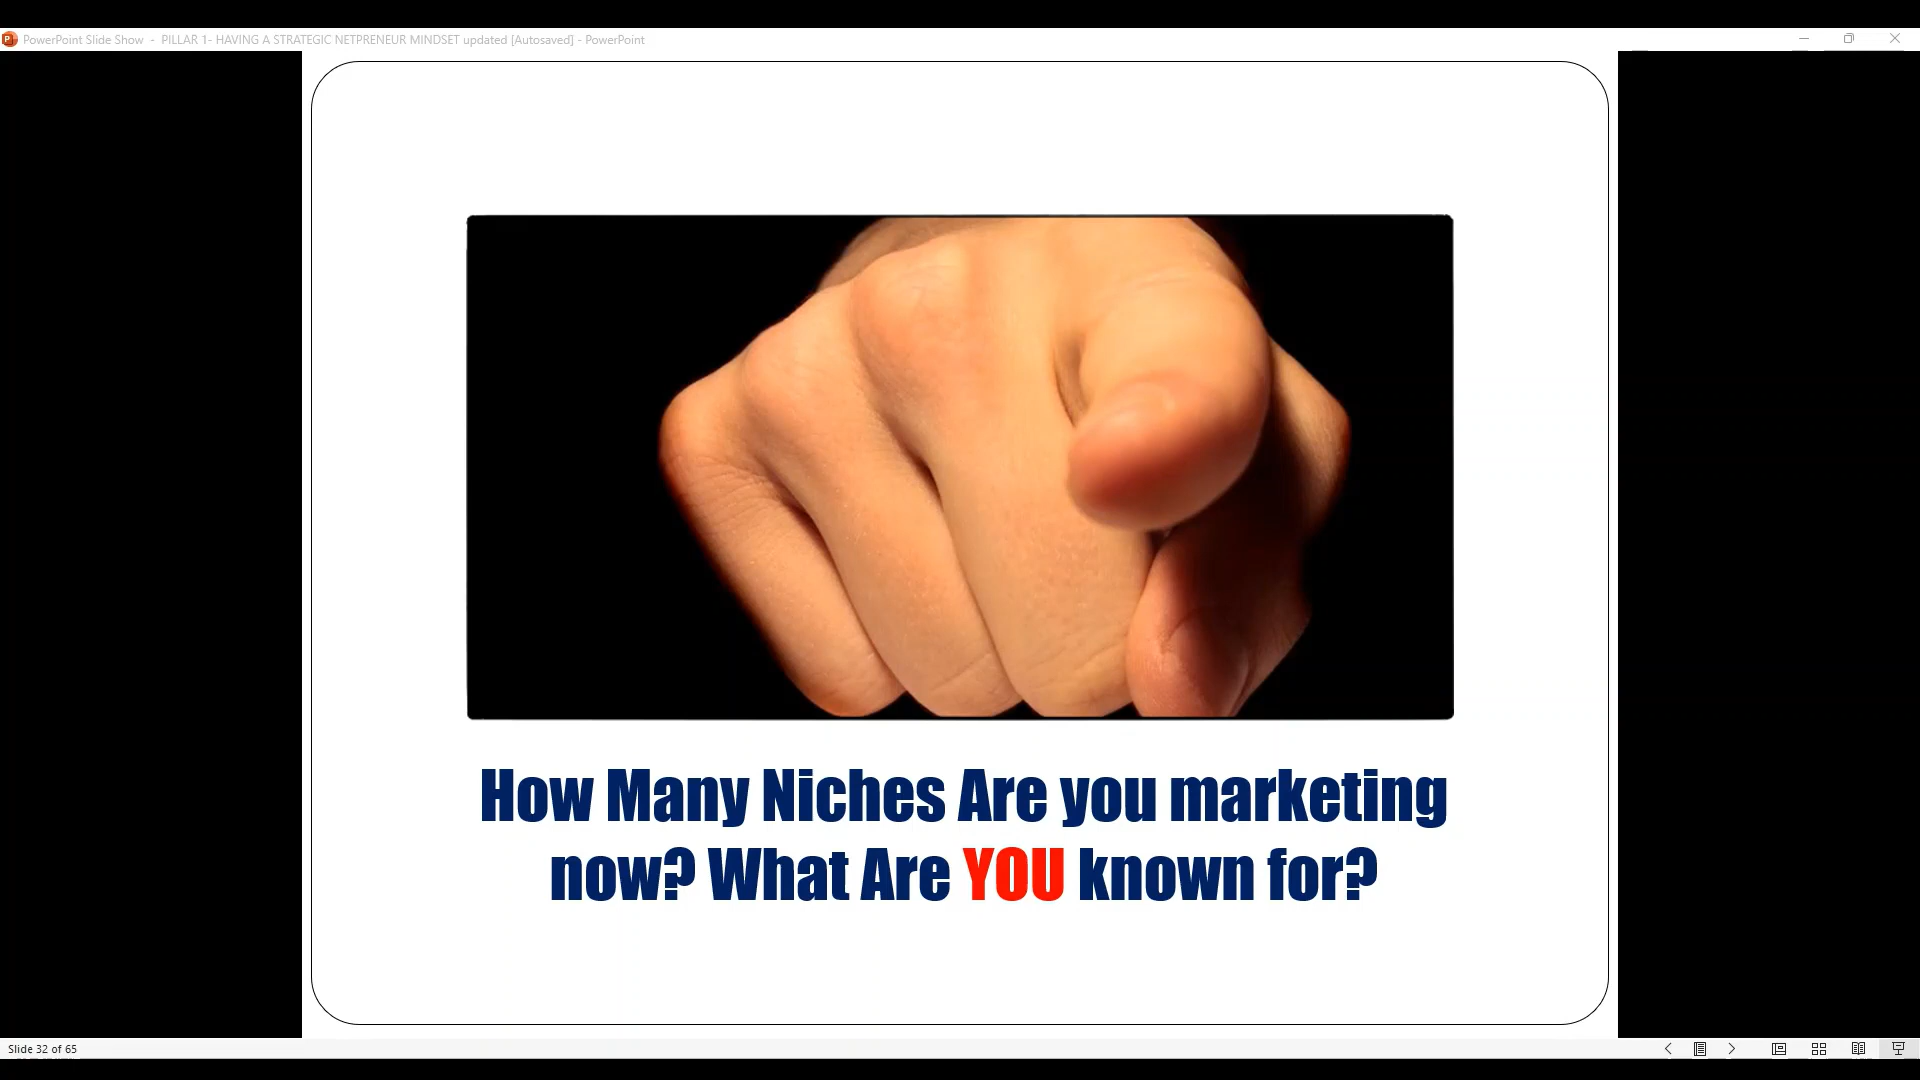 PowerPoint Slide Show - PILLAR 1- HAVING A STRATEGIC NETPRENEUR MINDSET updated [Autosaved] - PowerPoint
How Many Niches Are you marketing
now? What Are YOU known for?
Slide 32 of 65